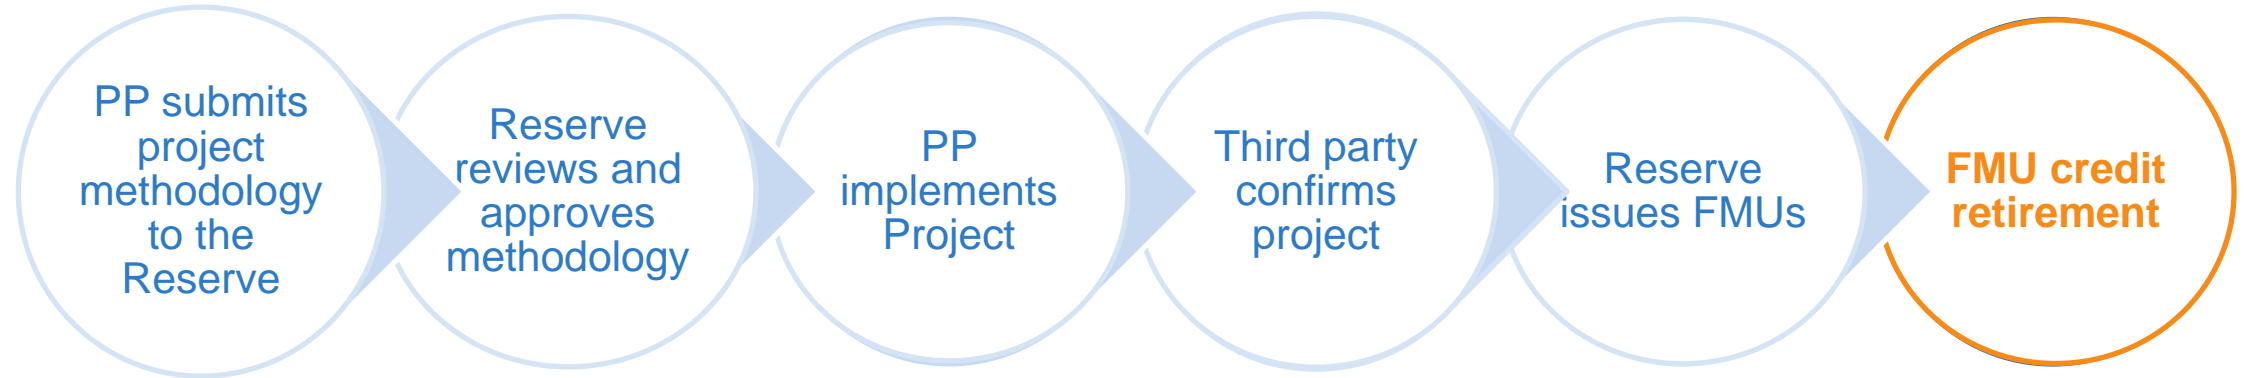 PP submits
project
methodology
to the
Reserve
Reserve
reviews and
approves
methodology
PP
implements
Project
Third party
confirms
project
Reserve
issues FMUs
FMU credit
retirement